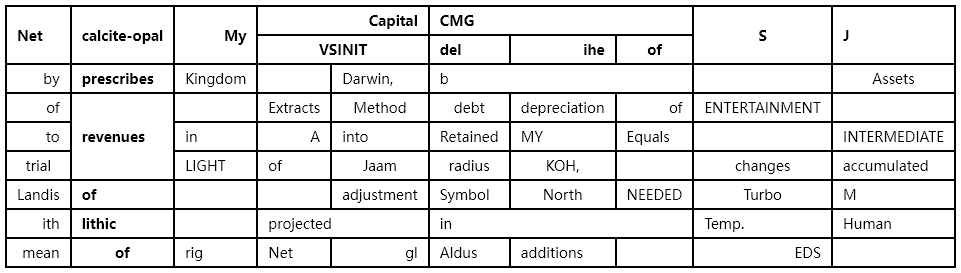 Net calcite-opal My Capital CMG S J
VSINIT del ihe of
by prescribes Kingdom Darwin, b Assets
of revenues Extracts Method debt depreciation of ENTERTAINMENT
to in A into Retained MY Equals INTERMEDIATE
trial LIGHT of Jaam radius KOH, changes accumulated
Landis of adjustment Symbol North NEEDED Turbo M
ith lithic projected in Temp. Human
mean of rig Net gl Aldus additions EDS